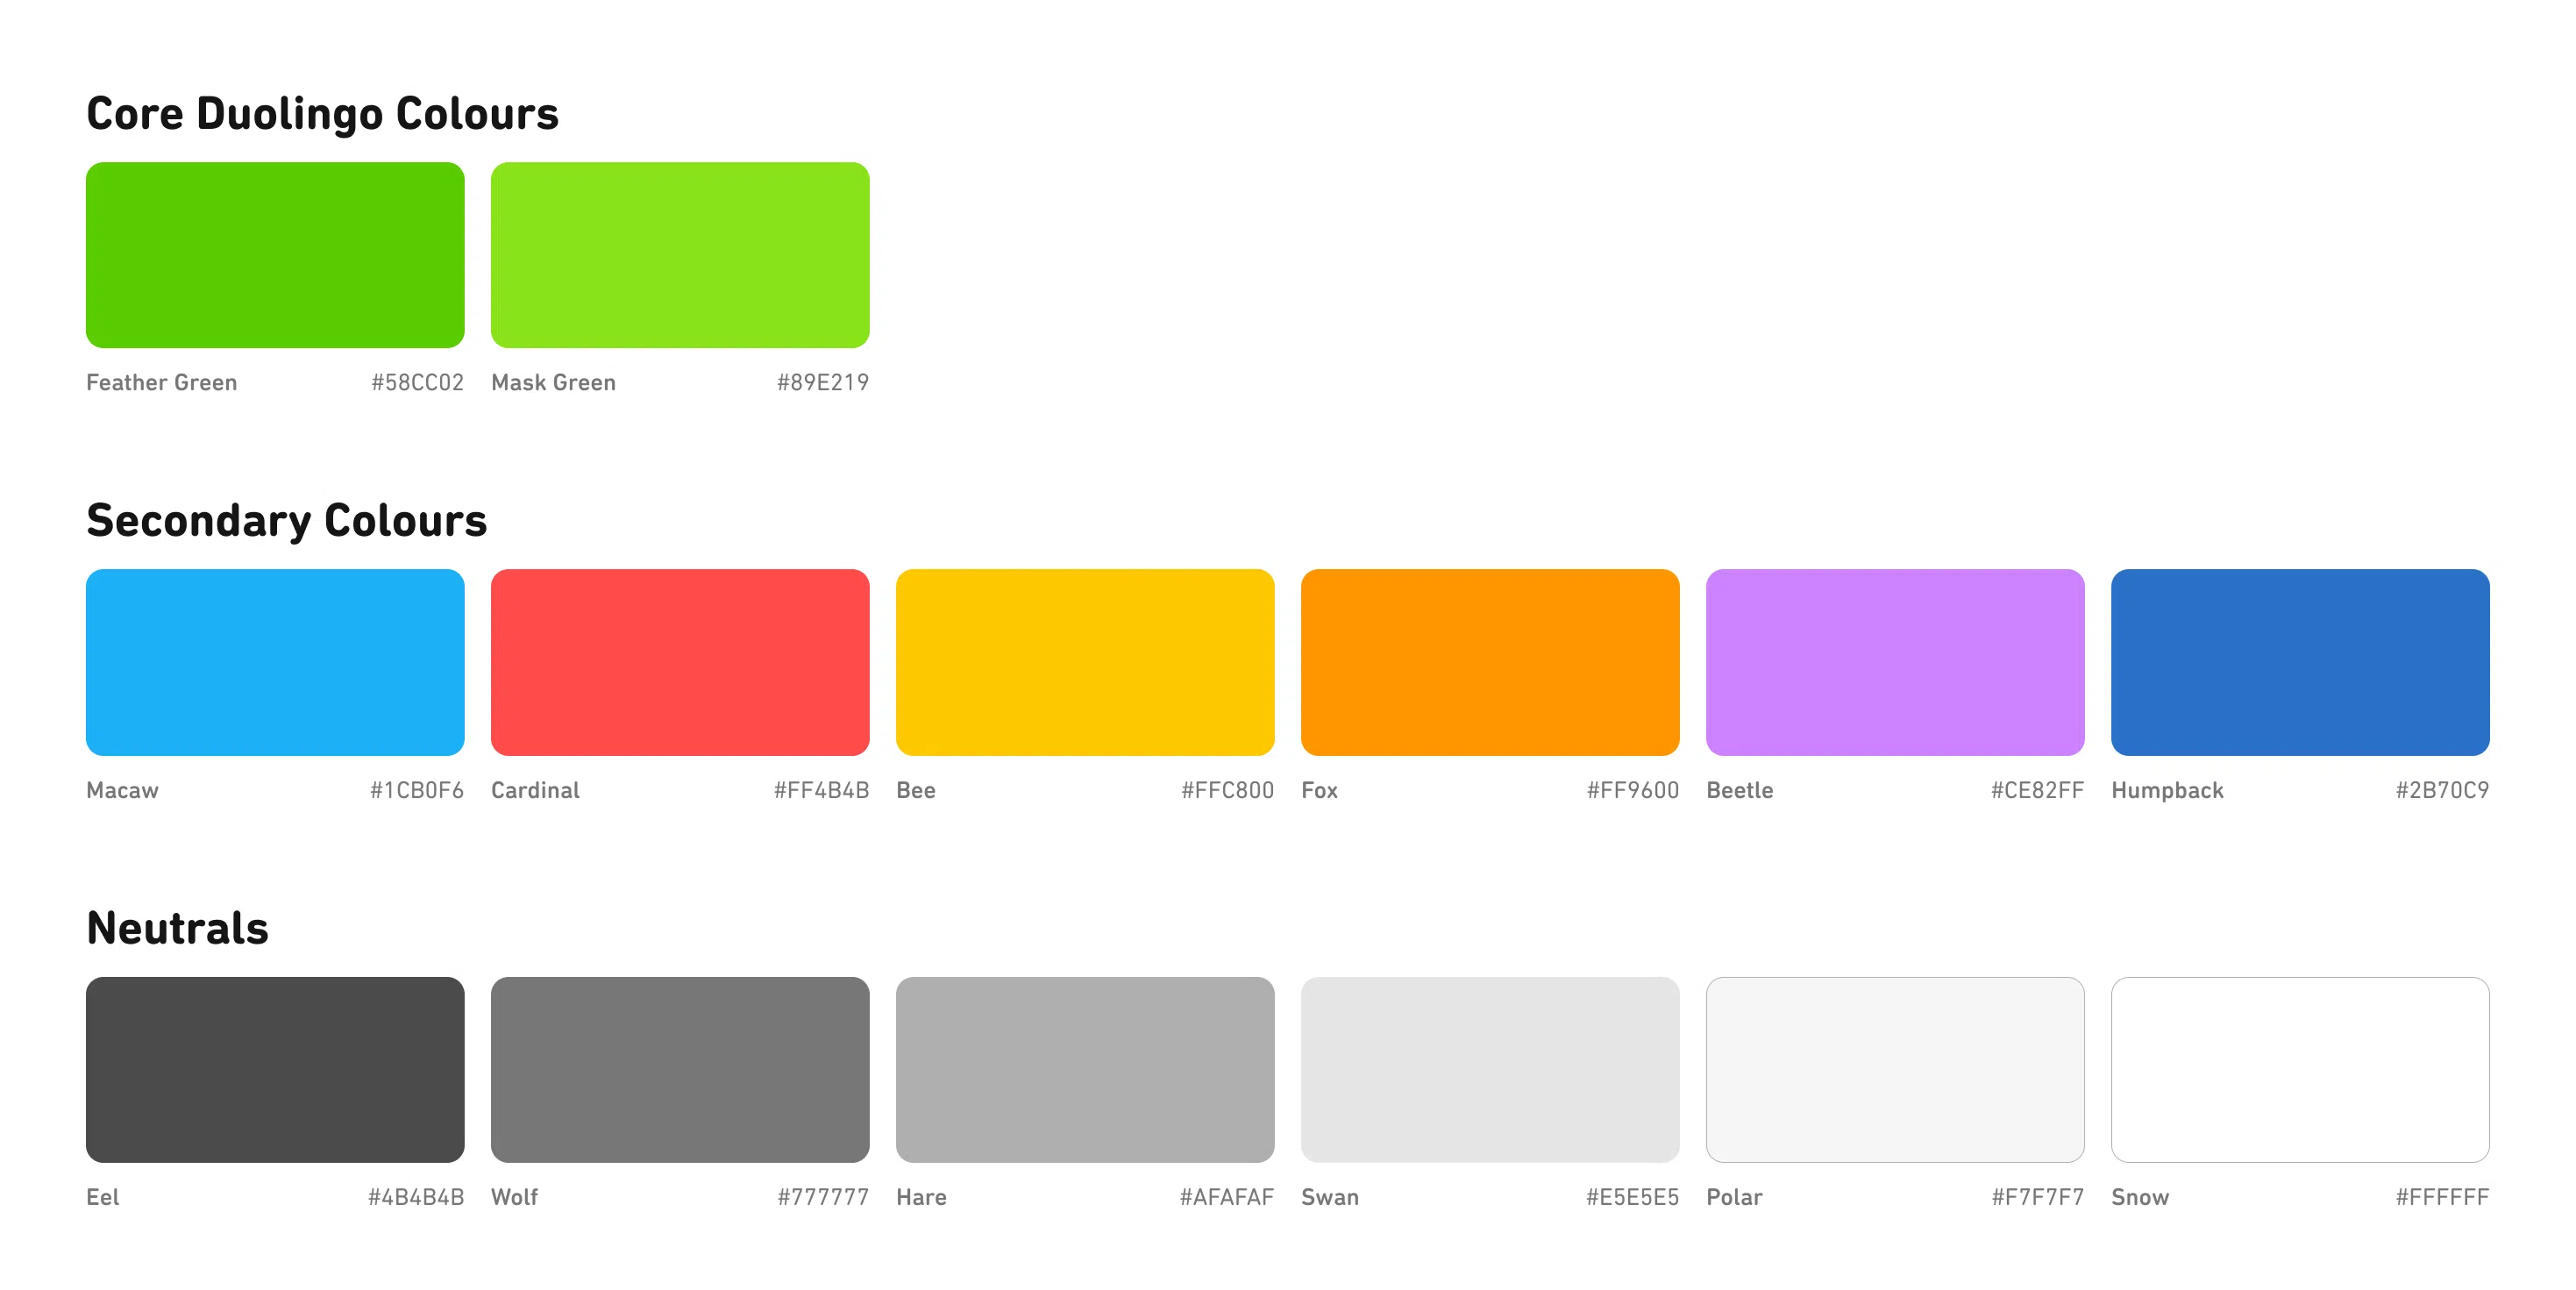 Core Duolingo Colours
Feather Green #58CC02 Mask Green #89E219
Secondary Colours
Macaw #1CB0F6 Cardinal #FF4B4B Bee #FFC800 Fox #FF9600 Beetle #CE82FF Humpback #2B70C9
Neutrals
Eel #4B4B4B Wolf #777777 Hare #AFAFAF Swan #E5E5E5 Polar #F7F7F7 Snow #FFFFFF